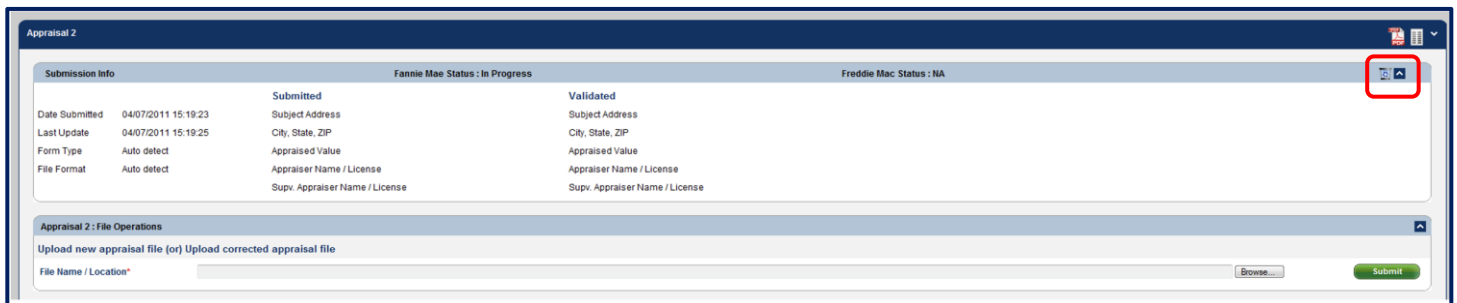 Appraisal 2
PDF
Submission Info Fannie Mae Status : In Progress Freddie Mac Status : NA
Submitted Validated
Date Submitted 04/07/2011 15:19:23 Subject Address Subject Address
Last Update 04/07/2011 15:19:25 City, State, ZIP City, State, ZIP
Form Type Auto detect Appraised Value Appraised Value
File Format Auto detect Appraiser Name / License Appraiser Name / License
Supv. Appraiser Name / License Supv. Appraiser Name / License
Appraisal 2 : File Operations
Upload new appraisal file (or) Upload corrected appraisal file
File Name / Location* Browse... Submit